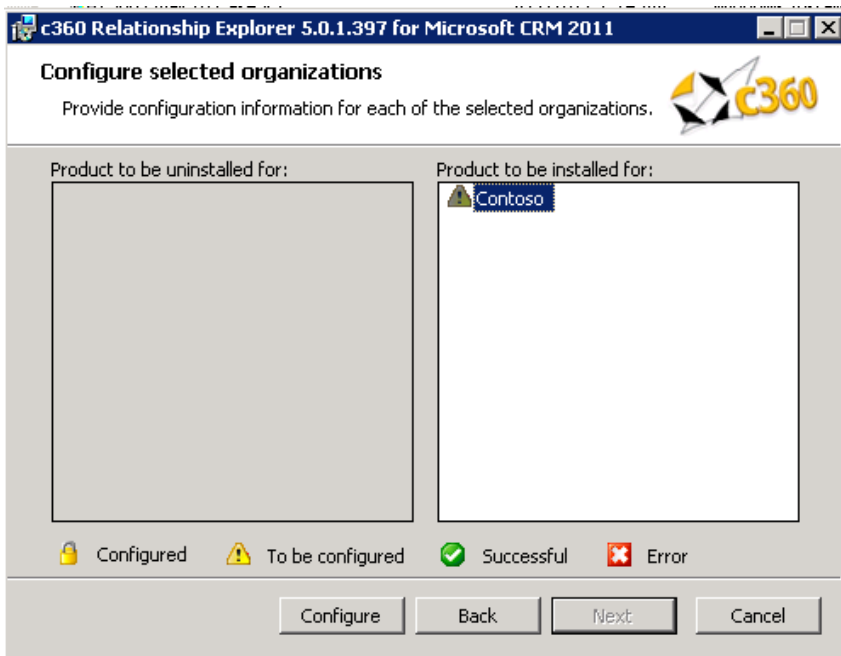 c360 Relationship Explorer 5.0.1.397 for Microsoft CRM 2011
Configure selected organizations
Provide configuration information for each of the selected organizations.
c360
Product to be uninstalled for:
Product to be installed for:
Contoso
Configured
To be configured
Successful
Error
Configure
Back
Next
Cancel